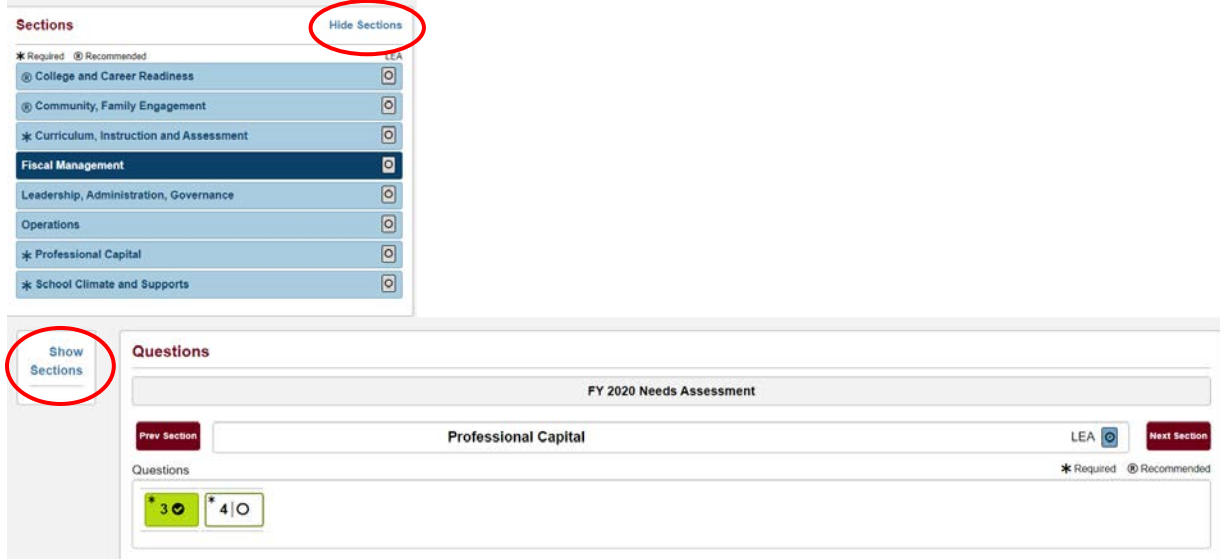 Sections Hide Sections
* Required ® Recommended LEA
® College and Career Readiness
® Community, Family Engagement
* Curriculum, Instruction and Assessment
Fiscal Management
Leadership, Administration, Governance
Operations
* Professional Capital
* School Climate and Supports
Show
Sections
Questions
FY 2020 Needs Assessment
Prev Section Professional Capital LEA Next Section
Questions * Required ® Recommended
* 3 * 4